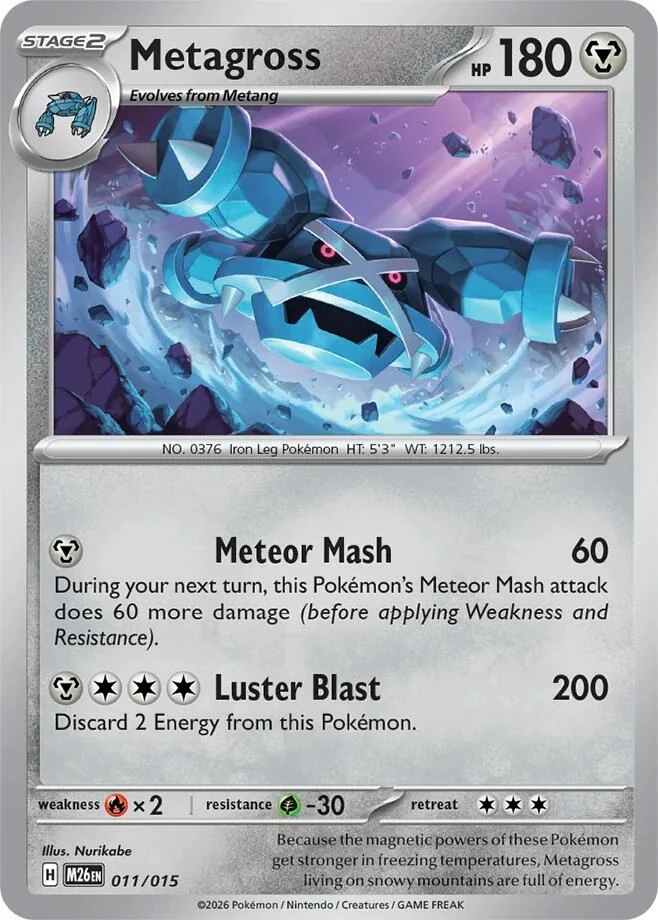 STAGE2
Metagross
HP 180
Evolves from Metang
NO. 0376 Iron Leg Pokémon HT: 5'3" WT: 1212.5 lbs.
Meteor Mash 60
During your next turn, this Pokémon's Meteor Mash attack
does 60 more damage (before applying Weakness and
Resistance).
Luster Blast 200
Discard 2 Energy from this Pokémon.
weakness ×2 resistance -30 retreat
Illus. Nurikabe
H M26 EN 011/015
Because the magnetic powers of these Pokémon
get stronger in freezing temperatures, Metagross
living on snowy mountains are full of energy.
©2026 Pokémon / Nintendo / Creatures / GAME FREAK